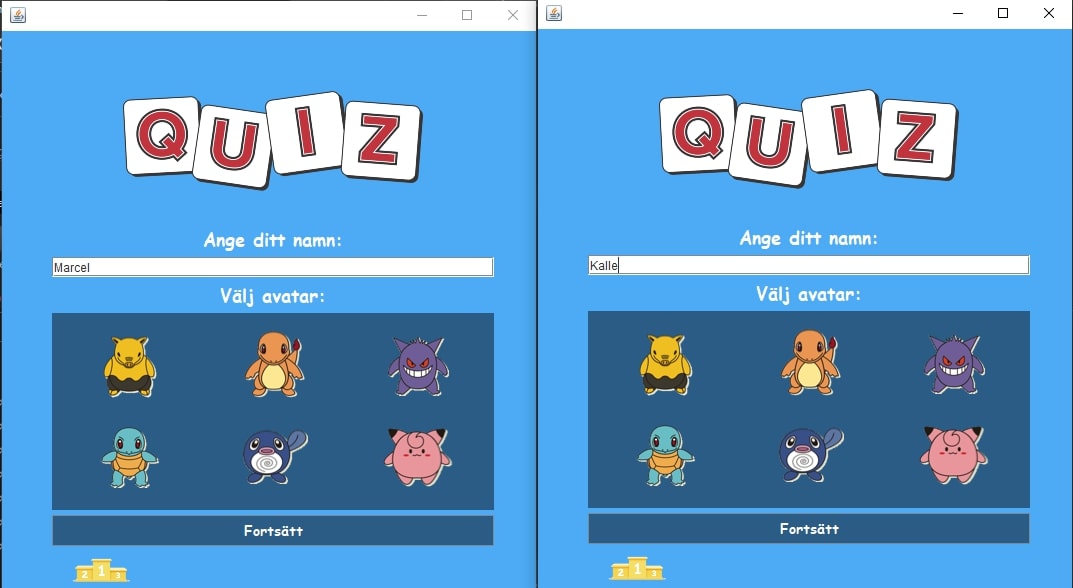 QUIZ
Ange ditt namn:
Marcel
Välj avatar:
Fortsätt
2 1 3
QUIZ
Ange ditt namn:
Kalle
Välj avatar:
Fortsätt
2 1 3